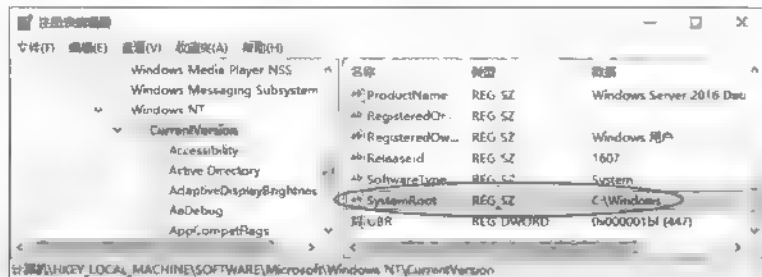 注册表编辑器
文件(F) 编辑(E) 查看(V) 收藏夹(A) 帮助(H)
Windows Media Player NSS
Windows Messaging Subsystem
Windows NT
CurrentVersion
Accessibility
Active Directory
AdaptiveDisplayBrightnes
AeDebug
AppCompatFlags
名称 类型 数据
ProductName REG_SZ Windows Server 2016 Data
RegisteredOr... REG_SZ
RegisteredOw... REG_SZ Windows 用户
ReleaseId REG_SZ 1607
SoftwareType REG_SZ System
SystemRoot REG_SZ C:\Windows
UBR REG_DWORD 0x000001bf (447)
计算机\HKEY_LOCAL_MACHINE\SOFTWARE\Microsoft\Windows NT\CurrentVersion